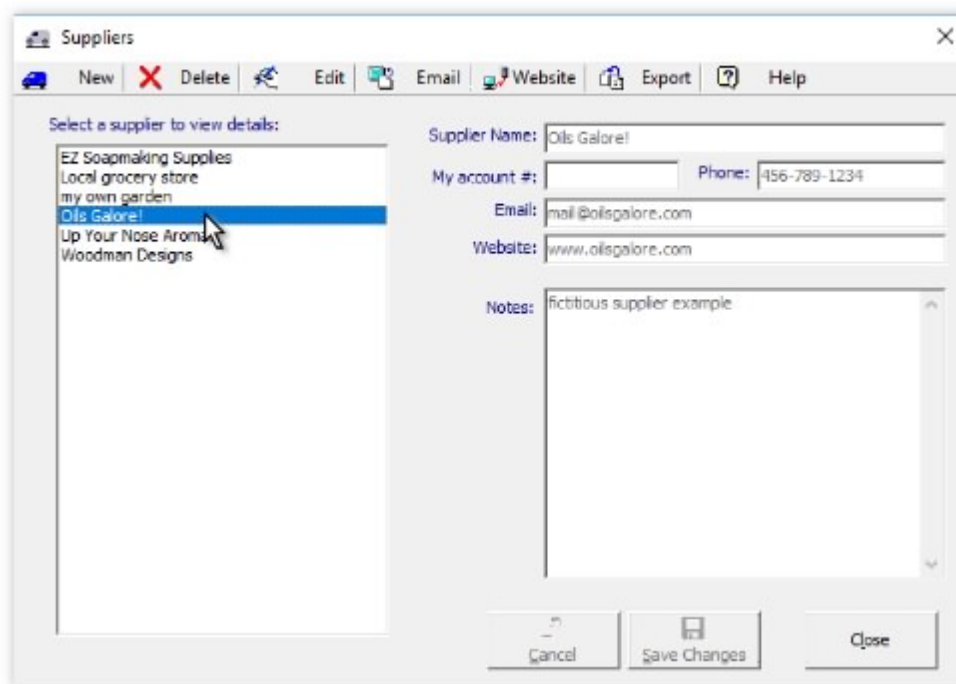 Suppliers
New Delete Edit Email Website Export Help
Select a supplier to view details:
EZ Soapmaking Supplies
Local grocery store
my own garden
Oils Galore!
Up Your Nose Aroma
Woodman Designs
Supplier Name: Oils Galore!
My account #: Phone: 456-789-1234
Email: mail@oilsgalore.com
Website: www.oilsgalore.com
Notes: fictitious supplier example
Cancel Save Changes Close